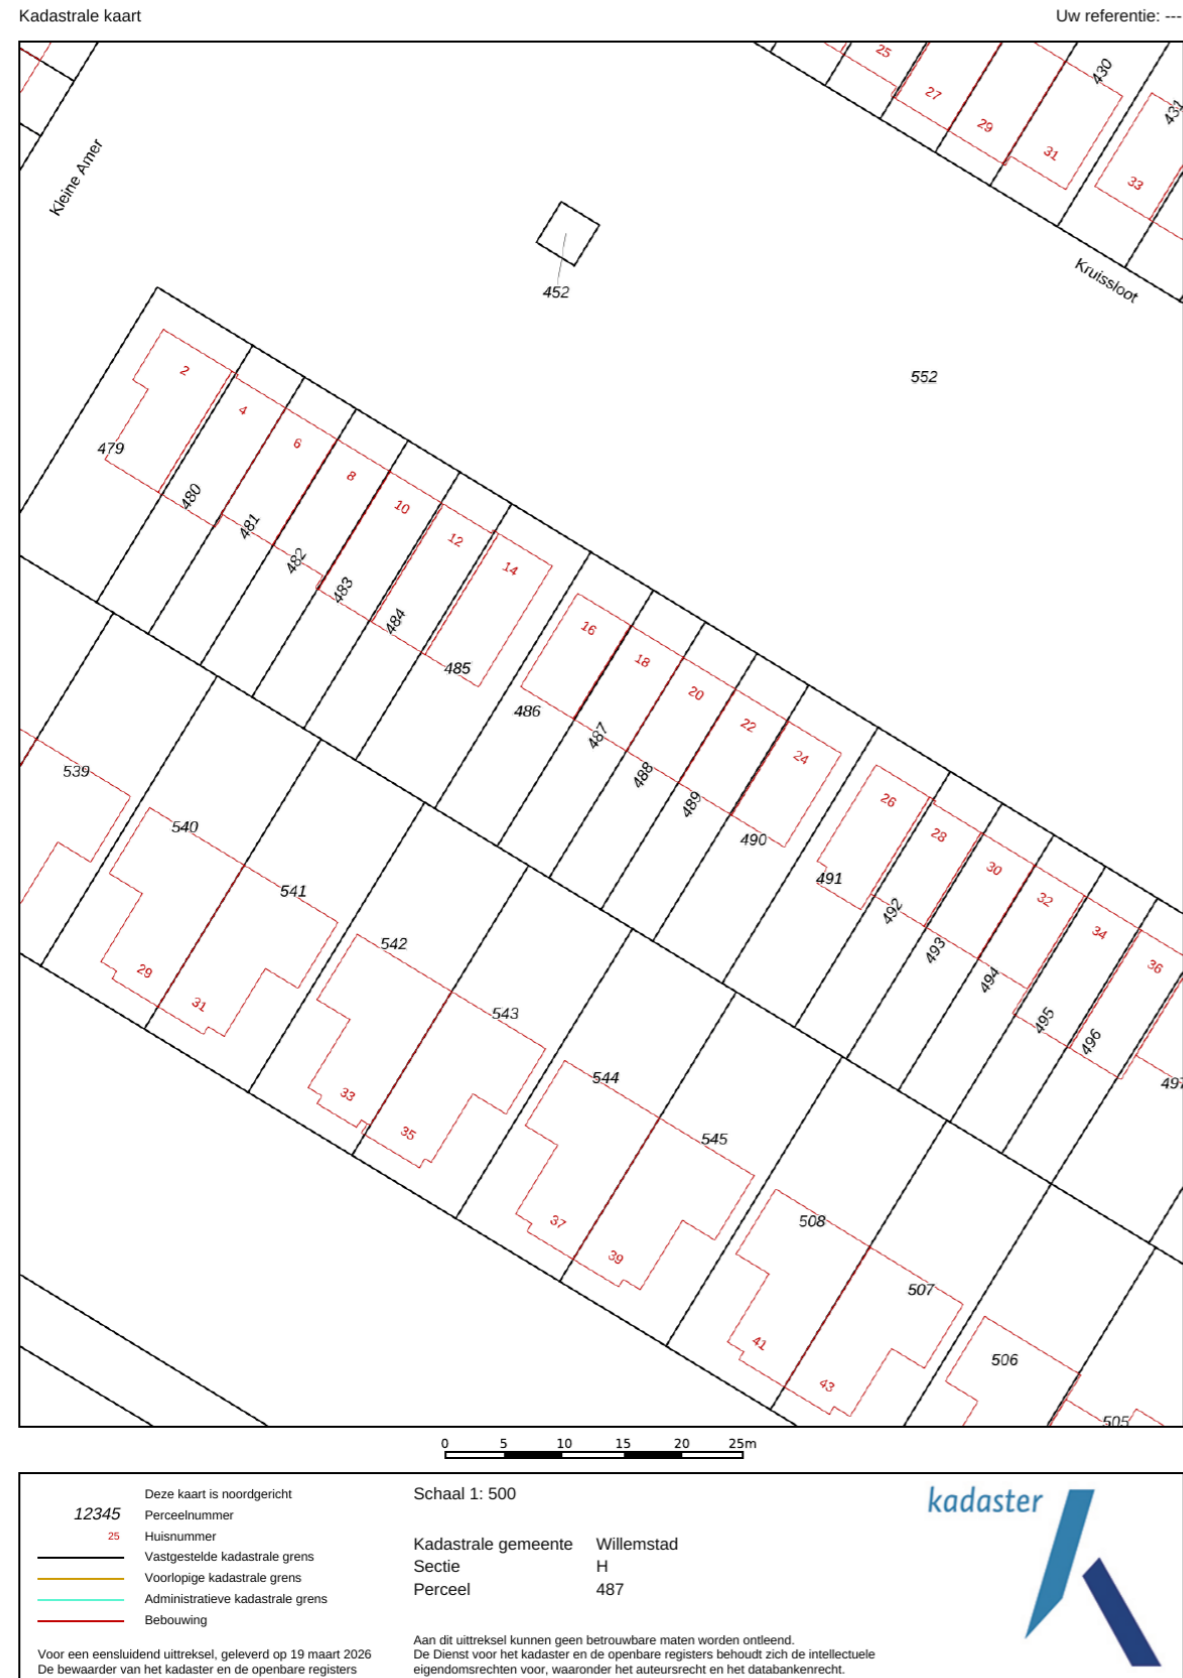 Kadastrale kaart
Uw referentie: ---
25
27
29
31
33
430
431
Kleine Amer
Kruissloot
452
552
2
4
6
8
10
12
14
479
480
481
482
483
484
485
16
18
20
22
24
486
487
488
489
490
26
28
30
32
34
36
491
492
493
494
495
496
497
539
540
541
29
31
542
543
33
35
544
545
37
39
508
507
41
43
506
505
0 5 10 15 20 25m
Deze kaart is noordgericht
12345 Perceelnummer
25 Huisnummer
Vastgestelde kadastrale grens
Voorlopige kadastrale grens
Administratieve kadastrale grens
Bebouwing
Voor een eensluidend uittreksel, geleverd op 19 maart 2026
De bewaarder van het kadaster en de openbare registers
Schaal 1: 500
Kadastrale gemeente Willemstad
Sectie H
Perceel 487
Aan dit uittreksel kunnen geen betrouwbare maten worden ontleend.
De Dienst voor het kadaster en de openbare registers behoudt zich de intellectuele
eigendomsrechten voor, waaronder het auteursrecht en het databankenrecht.
kadaster